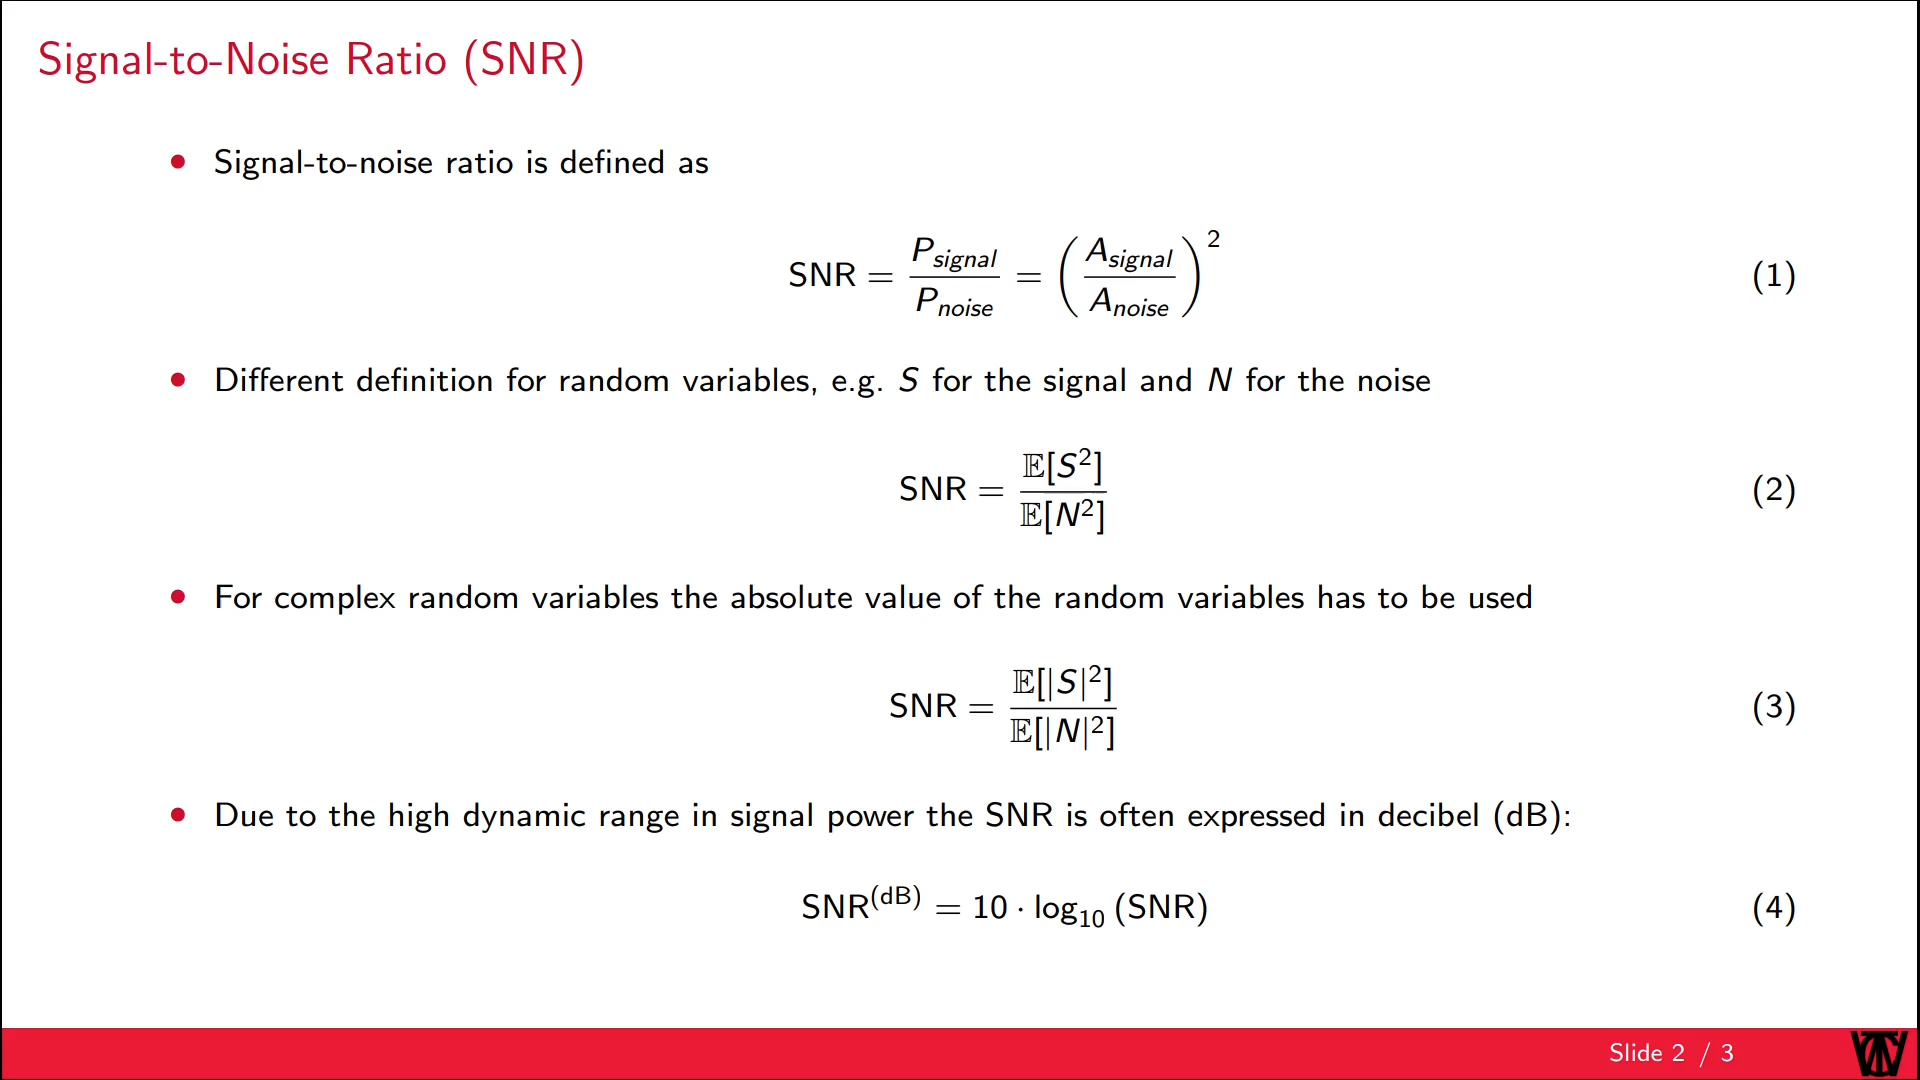 Signal-to-Noise Ratio (SNR)
• Signal-to-noise ratio is defined as
SNR = P_signal / P_noise = (A_signal / A_noise)^2 (1)
• Different definition for random variables, e.g. S for the signal and N for the noise
SNR = 𝔼[S^2] / 𝔼[N^2] (2)
• For complex random variables the absolute value of the random variables has to be used
SNR = 𝔼[|S|^2] / 𝔼[|N|^2] (3)
• Due to the high dynamic range in signal power the SNR is often expressed in decibel (dB):
SNR^(dB) = 10 · log_10 (SNR) (4)
Slide 2 / 3